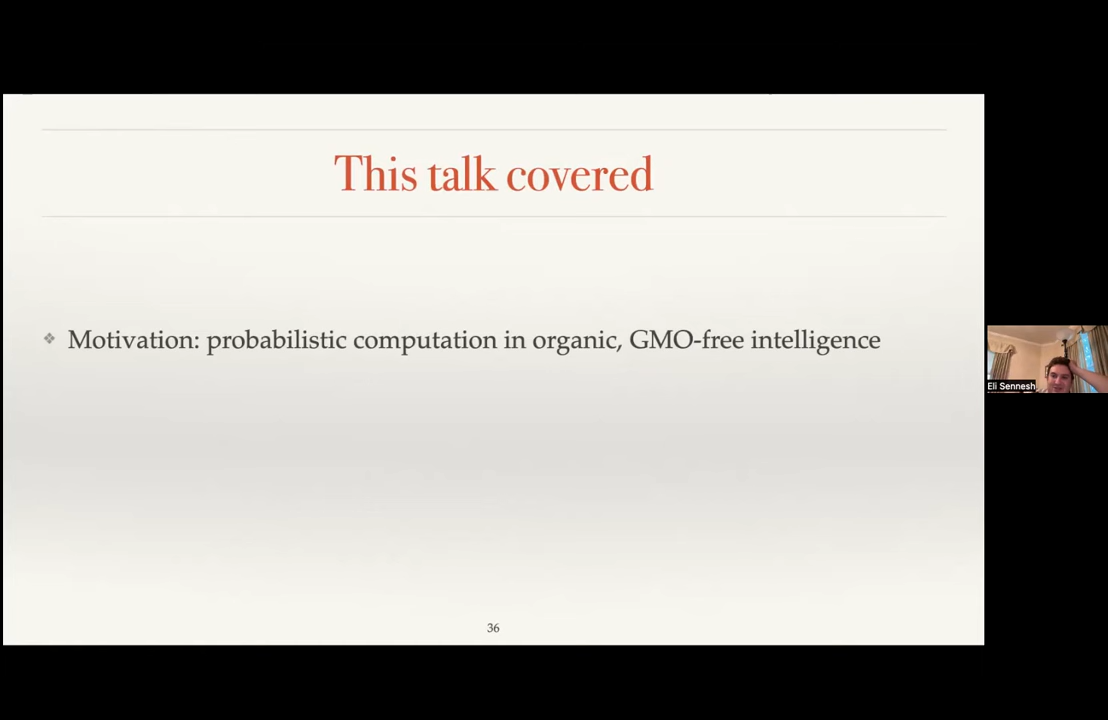 This talk covered
❖ Motivation: probabilistic computation in organic, GMO-free intelligence
Eli Sennesh
36